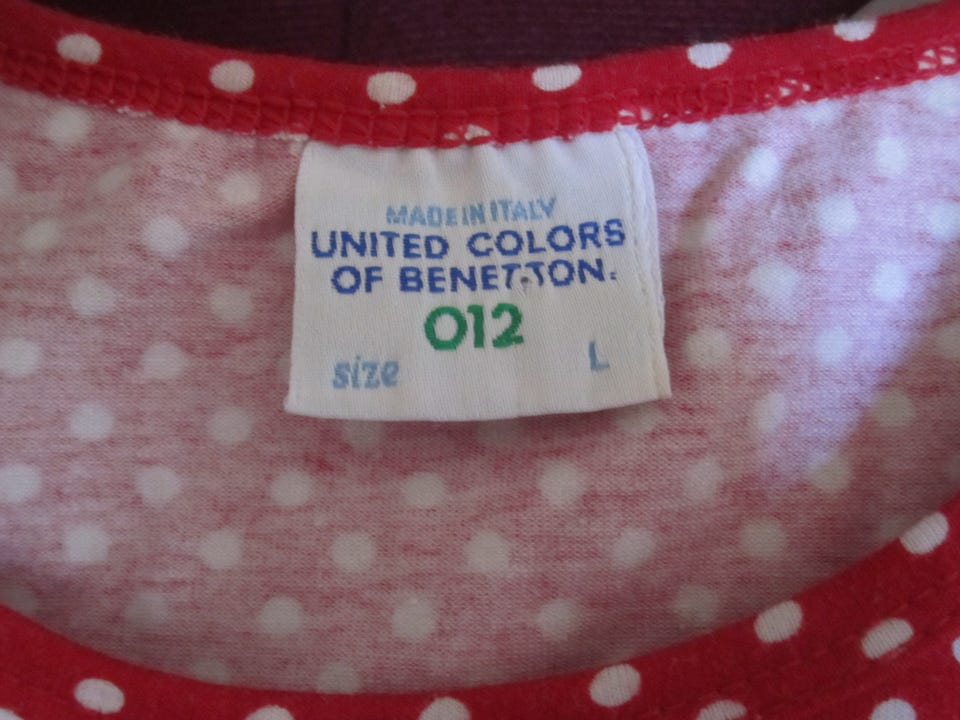 MADE IN ITALY
UNITED COLORS
OF BENETTON.
012
size L